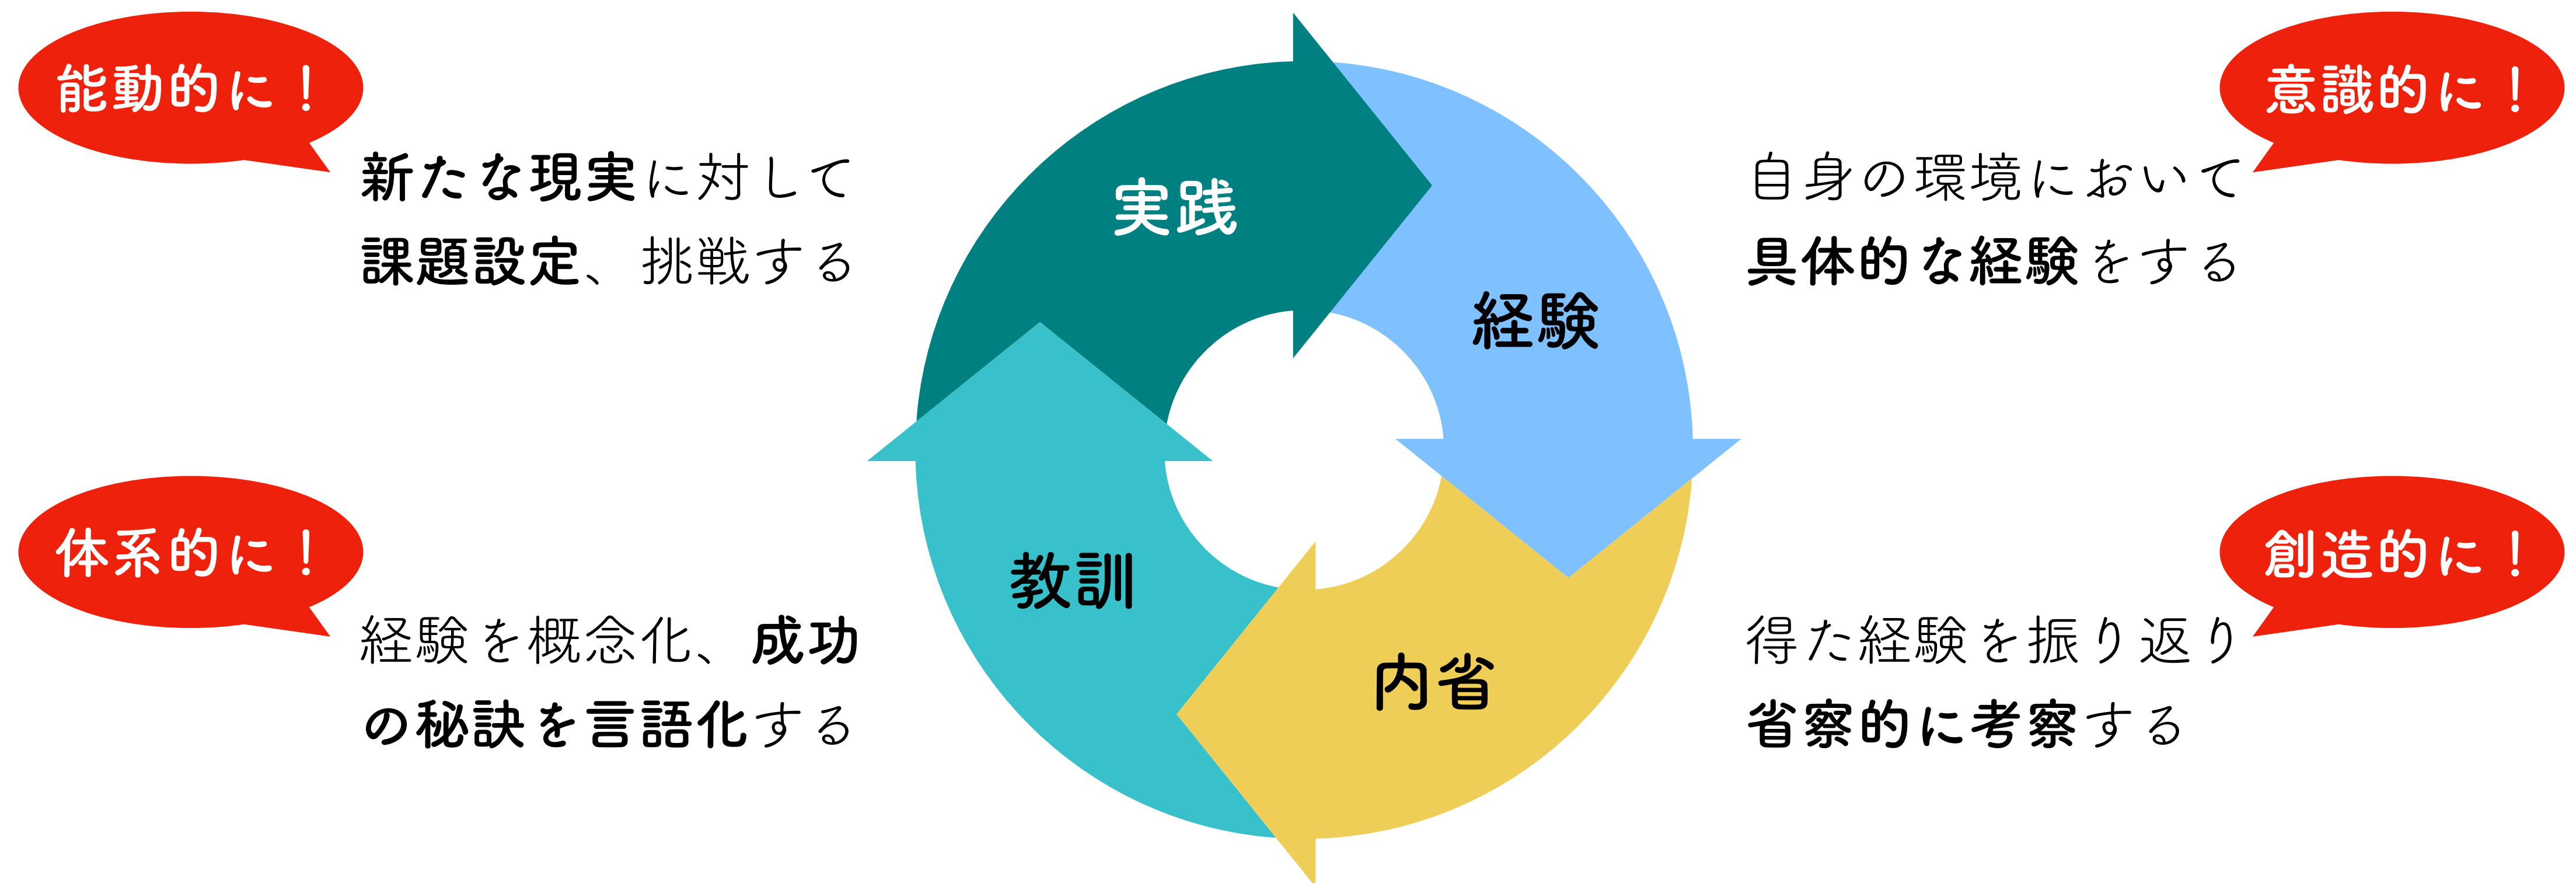 能動的に！
新たな現実に対して
課題設定、挑戦する
実践
経験
意識的に！
自身の環境において
具体的な経験をする
体系的に！
経験を概念化、成功
の秘訣を言語化する
教訓
内省
創造的に！
得た経験を振り返り
省察的に考察する